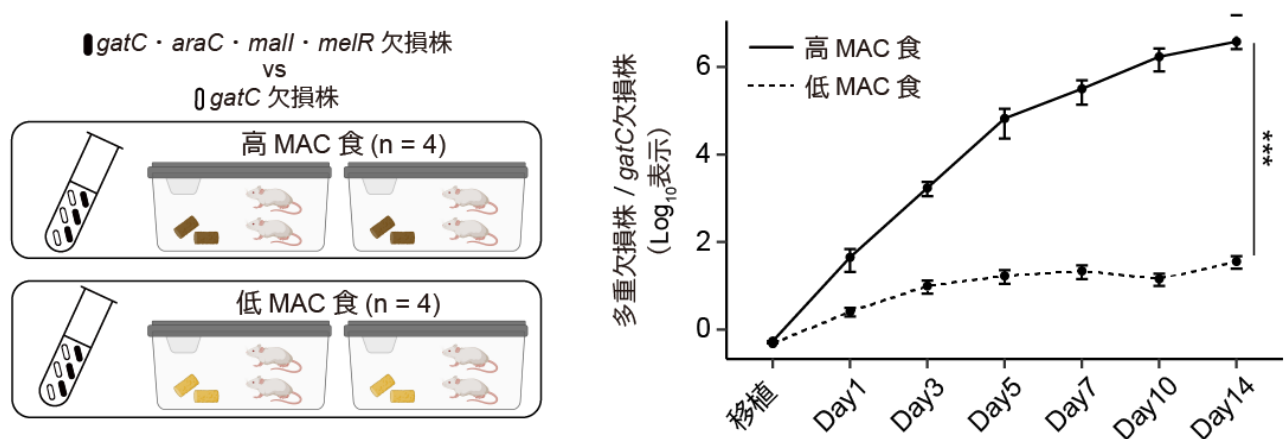 gatC・araC・malI・melR 欠損株
vs
gatC 欠損株
高 MAC 食 (n = 4)
低 MAC 食 (n = 4)
多重欠損株 / gatC欠損株
(Log10表示)
6
4
2
0
高 MAC 食
低 MAC 食
***
移植
Day1
Day3
Day5
Day7
Day10
Day14